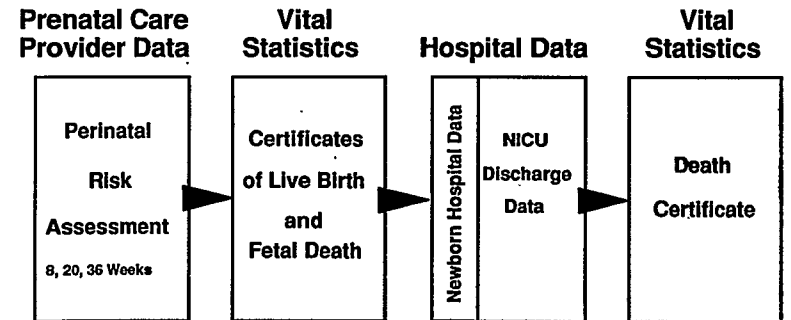 Prenatal Care
Provider Data
Perinatal
Risk
Assessment
8, 20, 36 Weeks
Vital
Statistics
Certificates
of Live Birth
and
Fetal Death
Hospital Data
Newborn Hospital Data
NICU
Discharge
Data
Vital
Statistics
Death
Certificate